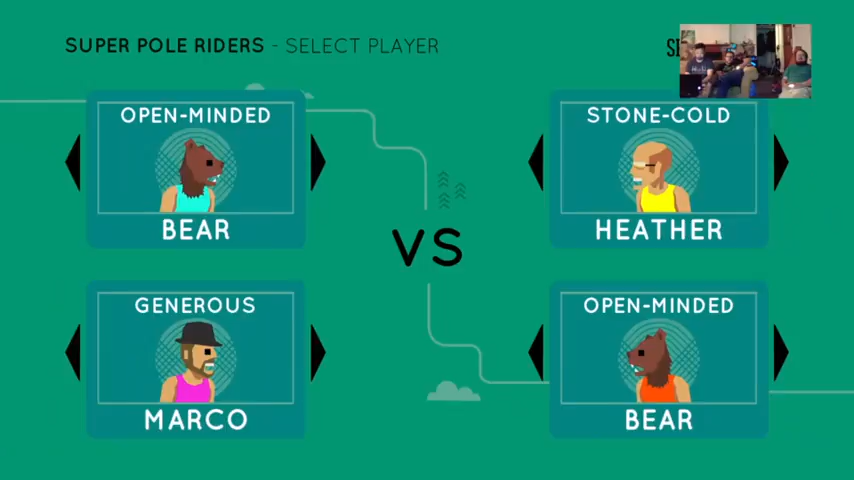 SUPER POLE RIDERS - SELECT PLAYER
OPEN-MINDED
BEAR
STONE-COLD
HEATHER
VS
GENEROUS
MARCO
OPEN-MINDED
BEAR